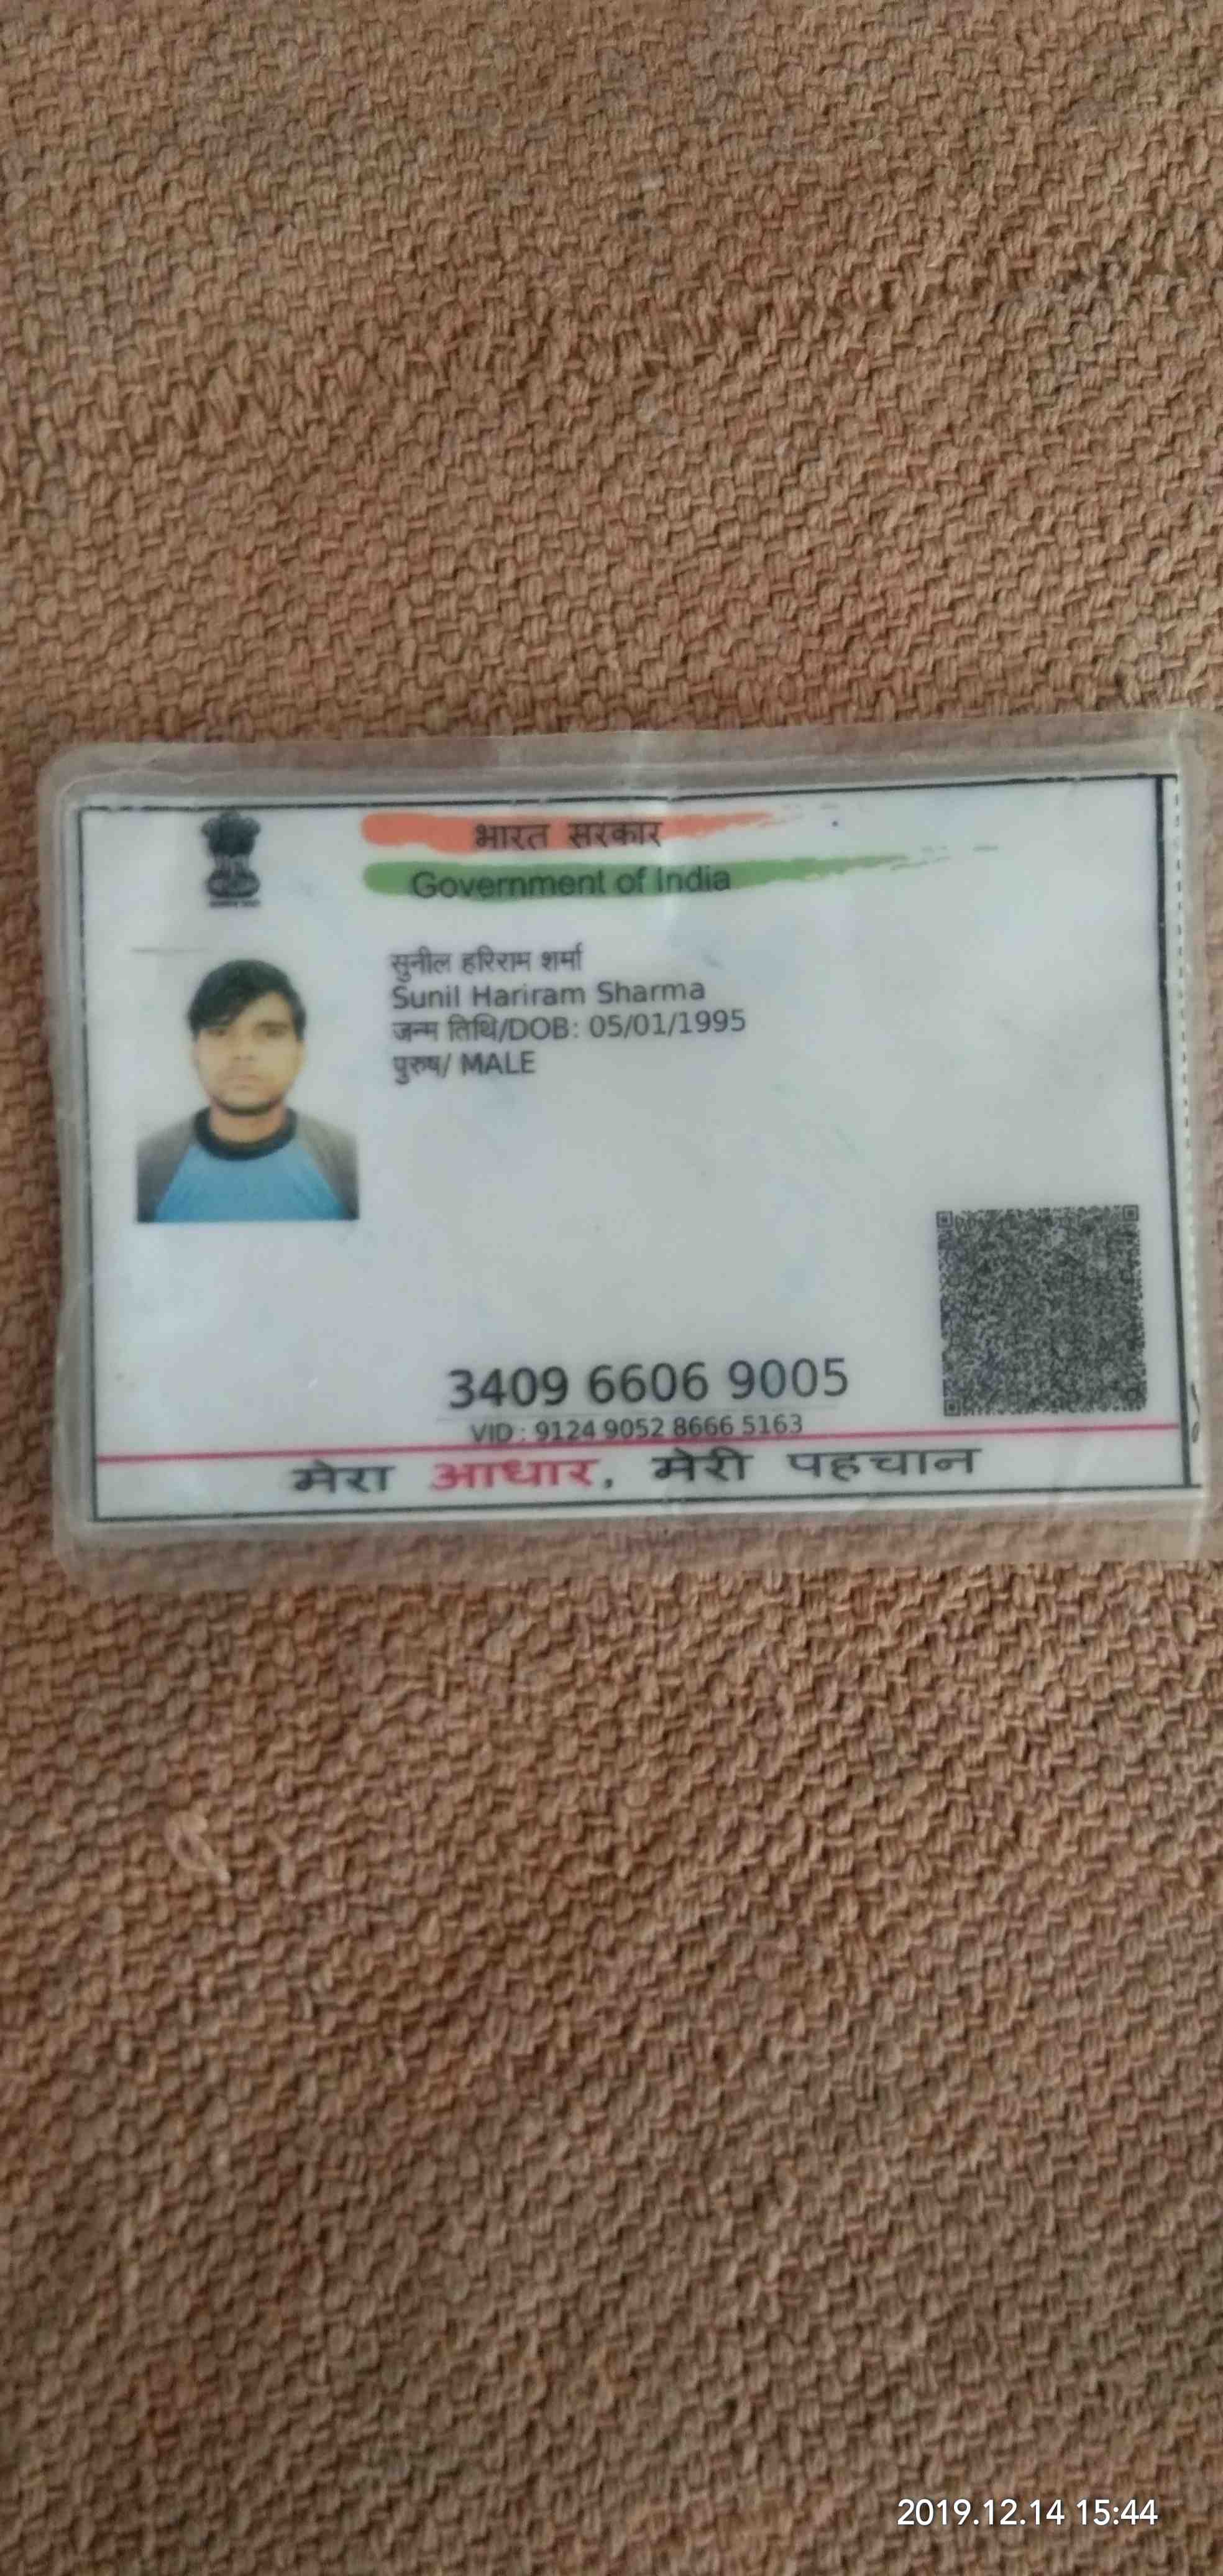 भारत सरकार
Government of India
सुनील हरिराम शर्मा
Sunil Hariram Sharma
जन्म तिथि/DOB: 05/01/1995
पुरुष/ MALE
3409 6606 9005
VID : 9124 9052 8666 5163
मेरा आधार, मेरी पहचान
2019.12.14 15:44